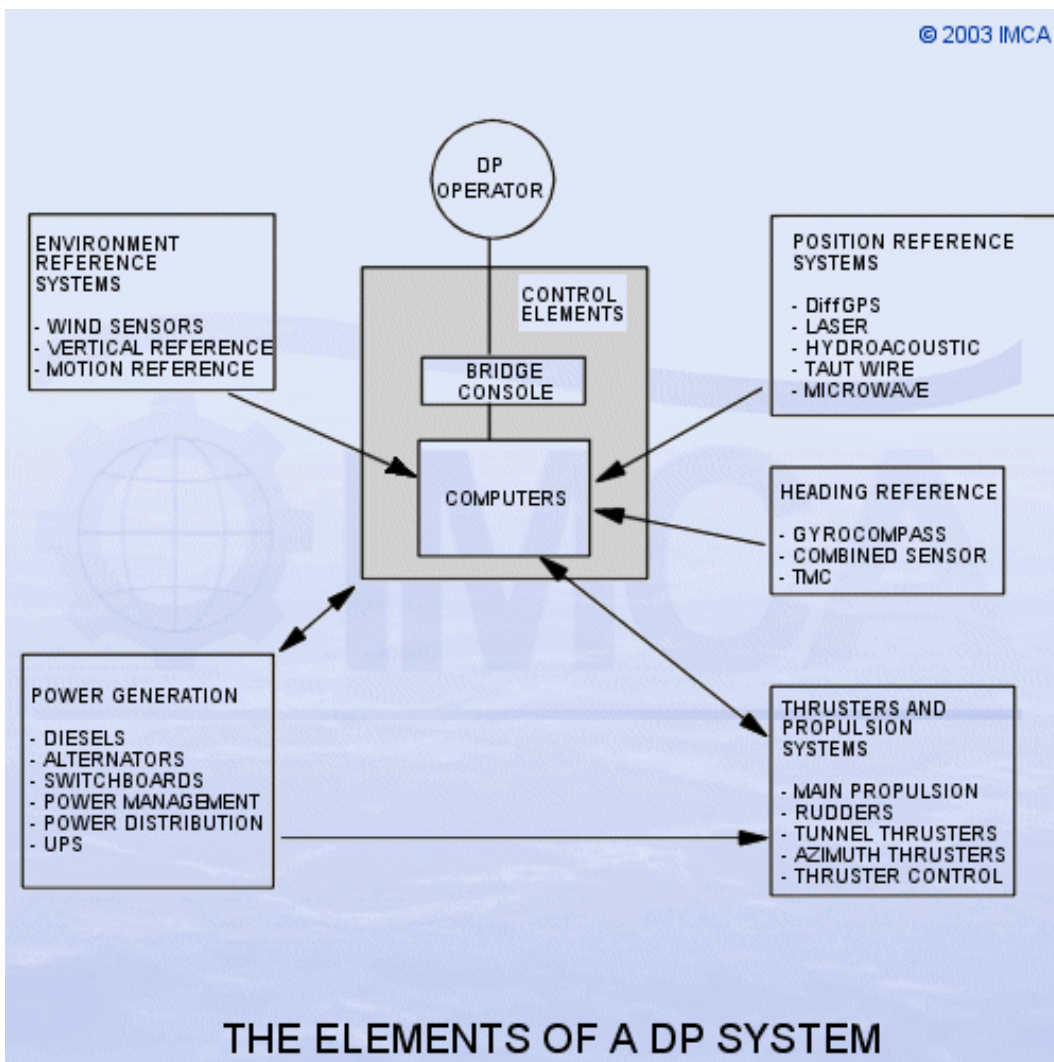 © 2003 IMCA
DP
OPERATOR
ENVIRONMENT
REFERENCE
SYSTEMS
- WIND SENSORS
- VERTICAL REFERENCE
- MOTION REFERENCE
CONTROL
ELEMENTS
BRIDGE
CONSOLE
COMPUTERS
POSITION REFERENCE
SYSTEMS
- DiffGPS
- LASER
- HYDROACOUSTIC
- TAUT WIRE
- MICROWAVE
HEADING REFERENCE
- GYROCOMPASS
- COMBINED SENSOR
- TMC
IMCA
POWER GENERATION
- DIESELS
- ALTERNATORS
- SWITCHBOARDS
- POWER MANAGEMENT
- POWER DISTRIBUTION
- UPS
THRUSTERS AND
PROPULSION
SYSTEMS
- MAIN PROPULSION
- RUDDERS
- TUNNEL THRUSTERS
- AZIMUTH THRUSTERS
- THRUSTER CONTROL
THE ELEMENTS OF A DP SYSTEM